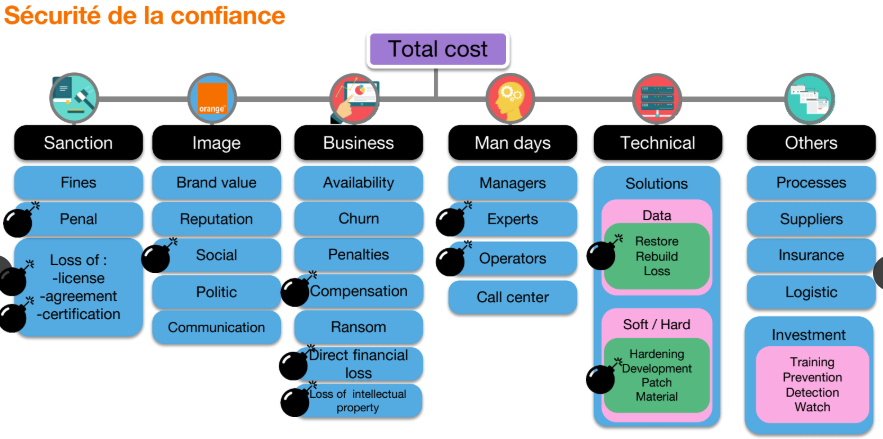 Sécurité de la confiance
Total cost
orange
Sanction
Fines
Penal
Loss of :
-license
-agreement
-certification
Image
Brand value
Reputation
Social
Politic
Communication
Business
Availability
Churn
Penalties
Compensation
Ransom
Direct financial
loss
Loss of intellectual
property
Man days
Managers
Experts
Operators
Call center
Technical
Solutions
Data
Restore
Rebuild
Loss
Soft / Hard
Hardening
Development
Patch
Material
Others
Processes
Suppliers
Insurance
Logistic
Investment
Training
Prevention
Detection
Watch